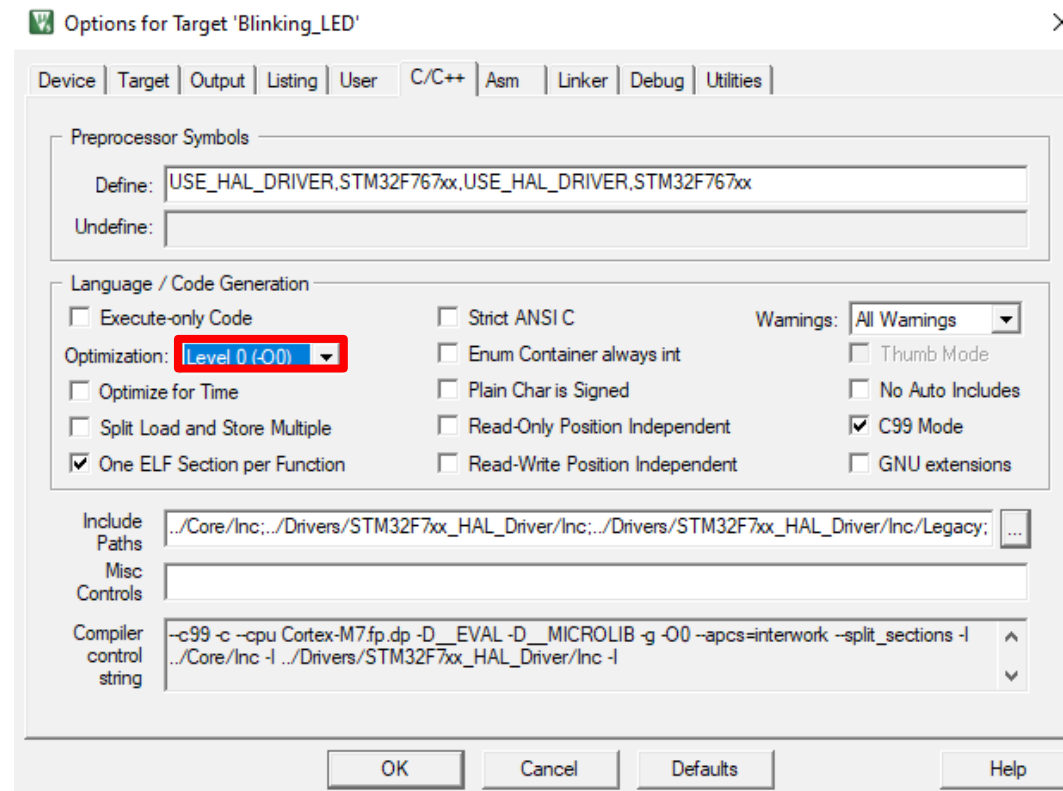 Options for Target 'Blinking_LED'
Device Target Output Listing User C/C++ Asm Linker Debug Utilities
Preprocessor Symbols
Define: USE_HAL_DRIVER,STM32F767xx,USE_HAL_DRIVER,STM32F767xx
Undefine:
Language / Code Generation
Execute-only Code Strict ANSI C Warnings: All Warnings
Optimization: Level 0 (-O0) Enum Container always int Thumb Mode
Optimize for Time Plain Char is Signed No Auto Includes
Split Load and Store Multiple Read-Only Position Independent C99 Mode
One ELF Section per Function Read-Write Position Independent GNU extensions
Include Paths ../Core/Inc;../Drivers/STM32F7xx_HAL_Driver/Inc;../Drivers/STM32F7xx_HAL_Driver/Inc/Legacy; ...
Misc Controls
Compiler control string --c99 -c --cpu Cortex-M7.fp.dp -D__EVAL -D__MICROLIB -g -O0 --apcs=interwork --split_sections -I
../Core/Inc -I ../Drivers/STM32F7xx_HAL_Driver/Inc -I
OK Cancel Defaults Help